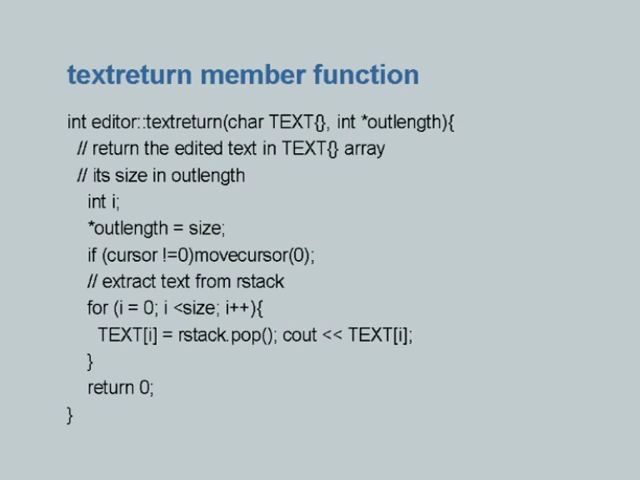 textreturn member function
int editor::textreturn(char TEXT{}, int *outlength){
// return the edited text in TEXT{} array
// its size in outlength
int i;
*outlength = size;
if (cursor !=0)movecursor(0);
// extract text from rstack
for (i = 0; i <size; i++){
TEXT[i] = rstack.pop(); cout << TEXT[i];
}
return 0;
}